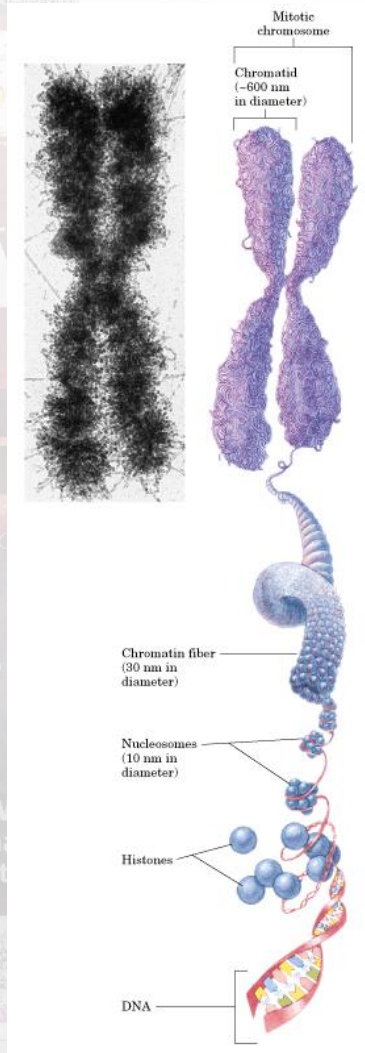 Mitotic
chromosome
Chromatid
(~600 nm
in diameter)
Chromatin fiber
(30 nm in
diameter)
Nucleosomes
(10 nm in
diameter)
Histones
DNA